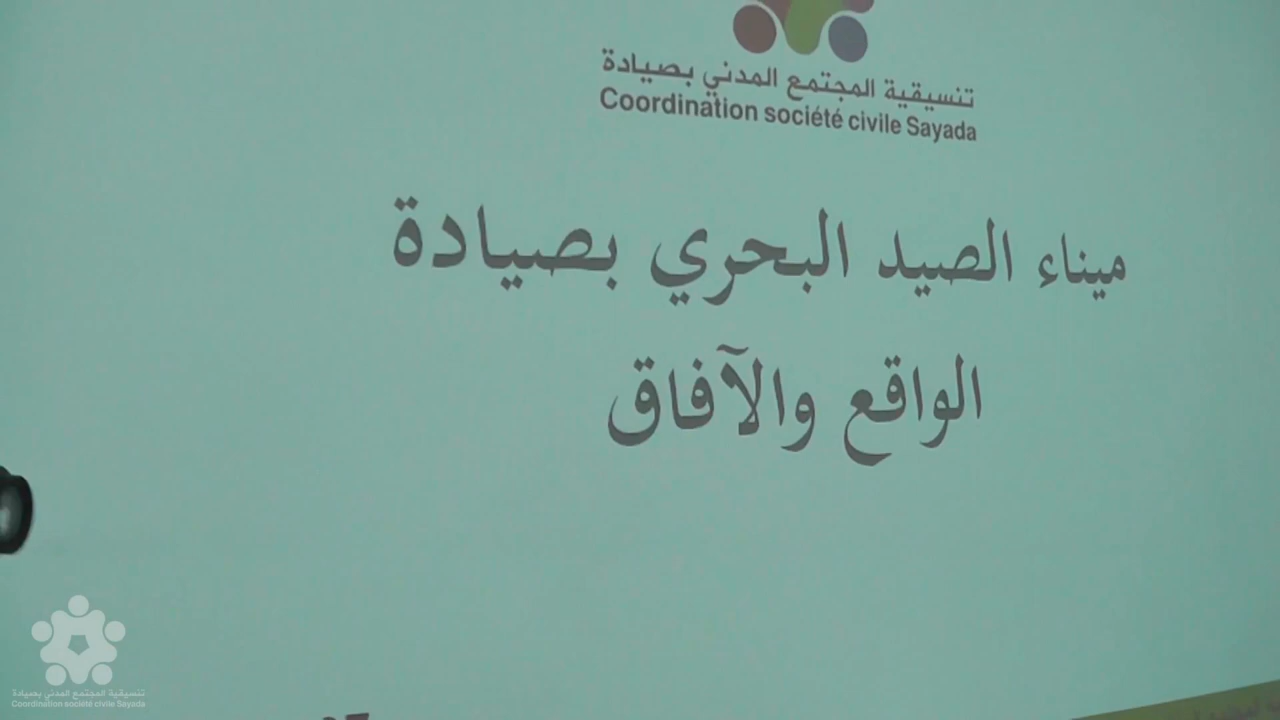 تنسيقية المجتمع المدني بصيادة
Coordination société civile Sayada
ميناء الصيد البحري بصيادة
الواقع والآفاق
تنسيقية المجتمع المدني بصيادة
Coordination société civile Sayada